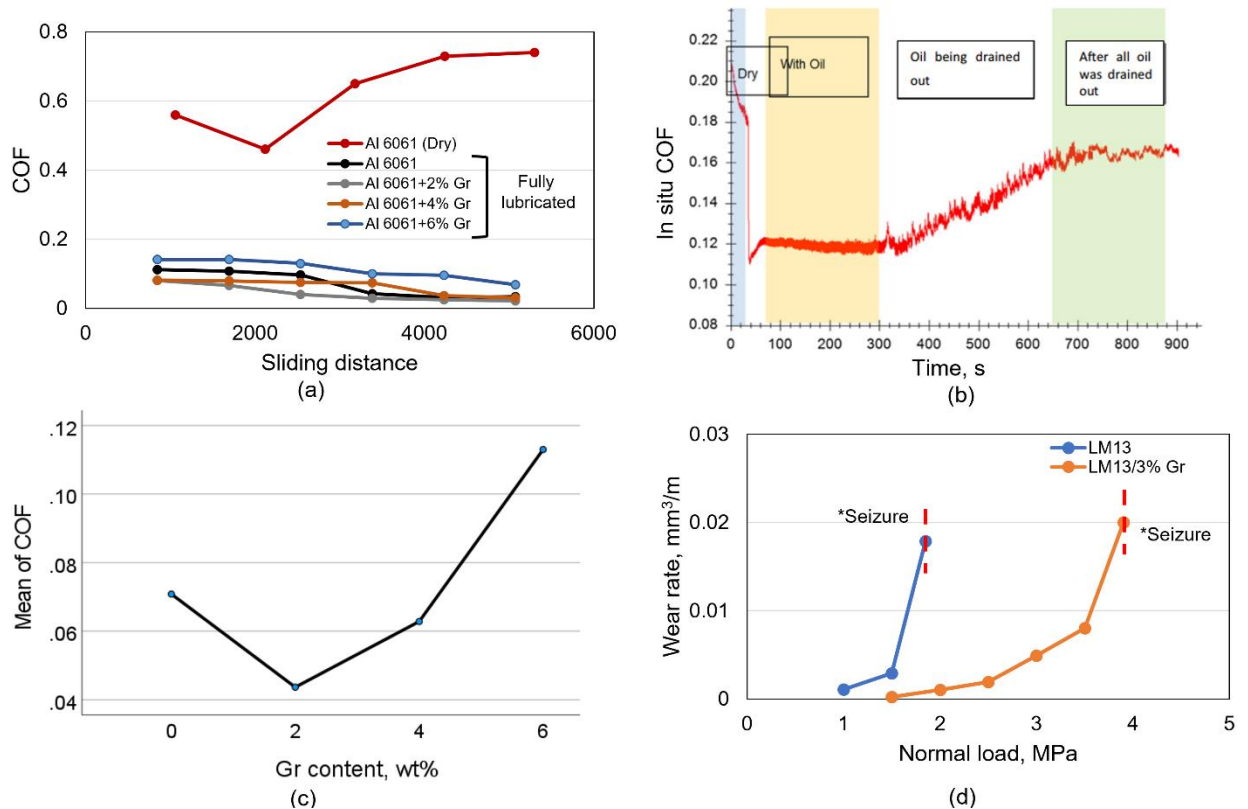 0.8
0.6
0.4
0.2
0
COF
Al 6061 (Dry)
Al 6061
Al 6061+2% Gr
Al 6061+4% Gr
Al 6061+6% Gr
Fully
lubricated
0 2000 4000 6000
Sliding distance
(a)
0.22
0.20
0.18
0.16
0.14
0.12
0.10
0.08
In situ COF
Dry
With Oil
Oil being drained
out
After all oil
was drained
out
0 100 200 300 400 500 600 700 800 900
Time, s
(b)
.12
.10
.08
.06
.04
Mean of COF
0 2 4 6
Gr content, wt%
(c)
0.03
0.02
0.01
0
Wear rate, mm³/m
LM13
LM13/3% Gr
*Seizure
*Seizure
0 1 2 3 4 5
Normal load, MPa
(d)